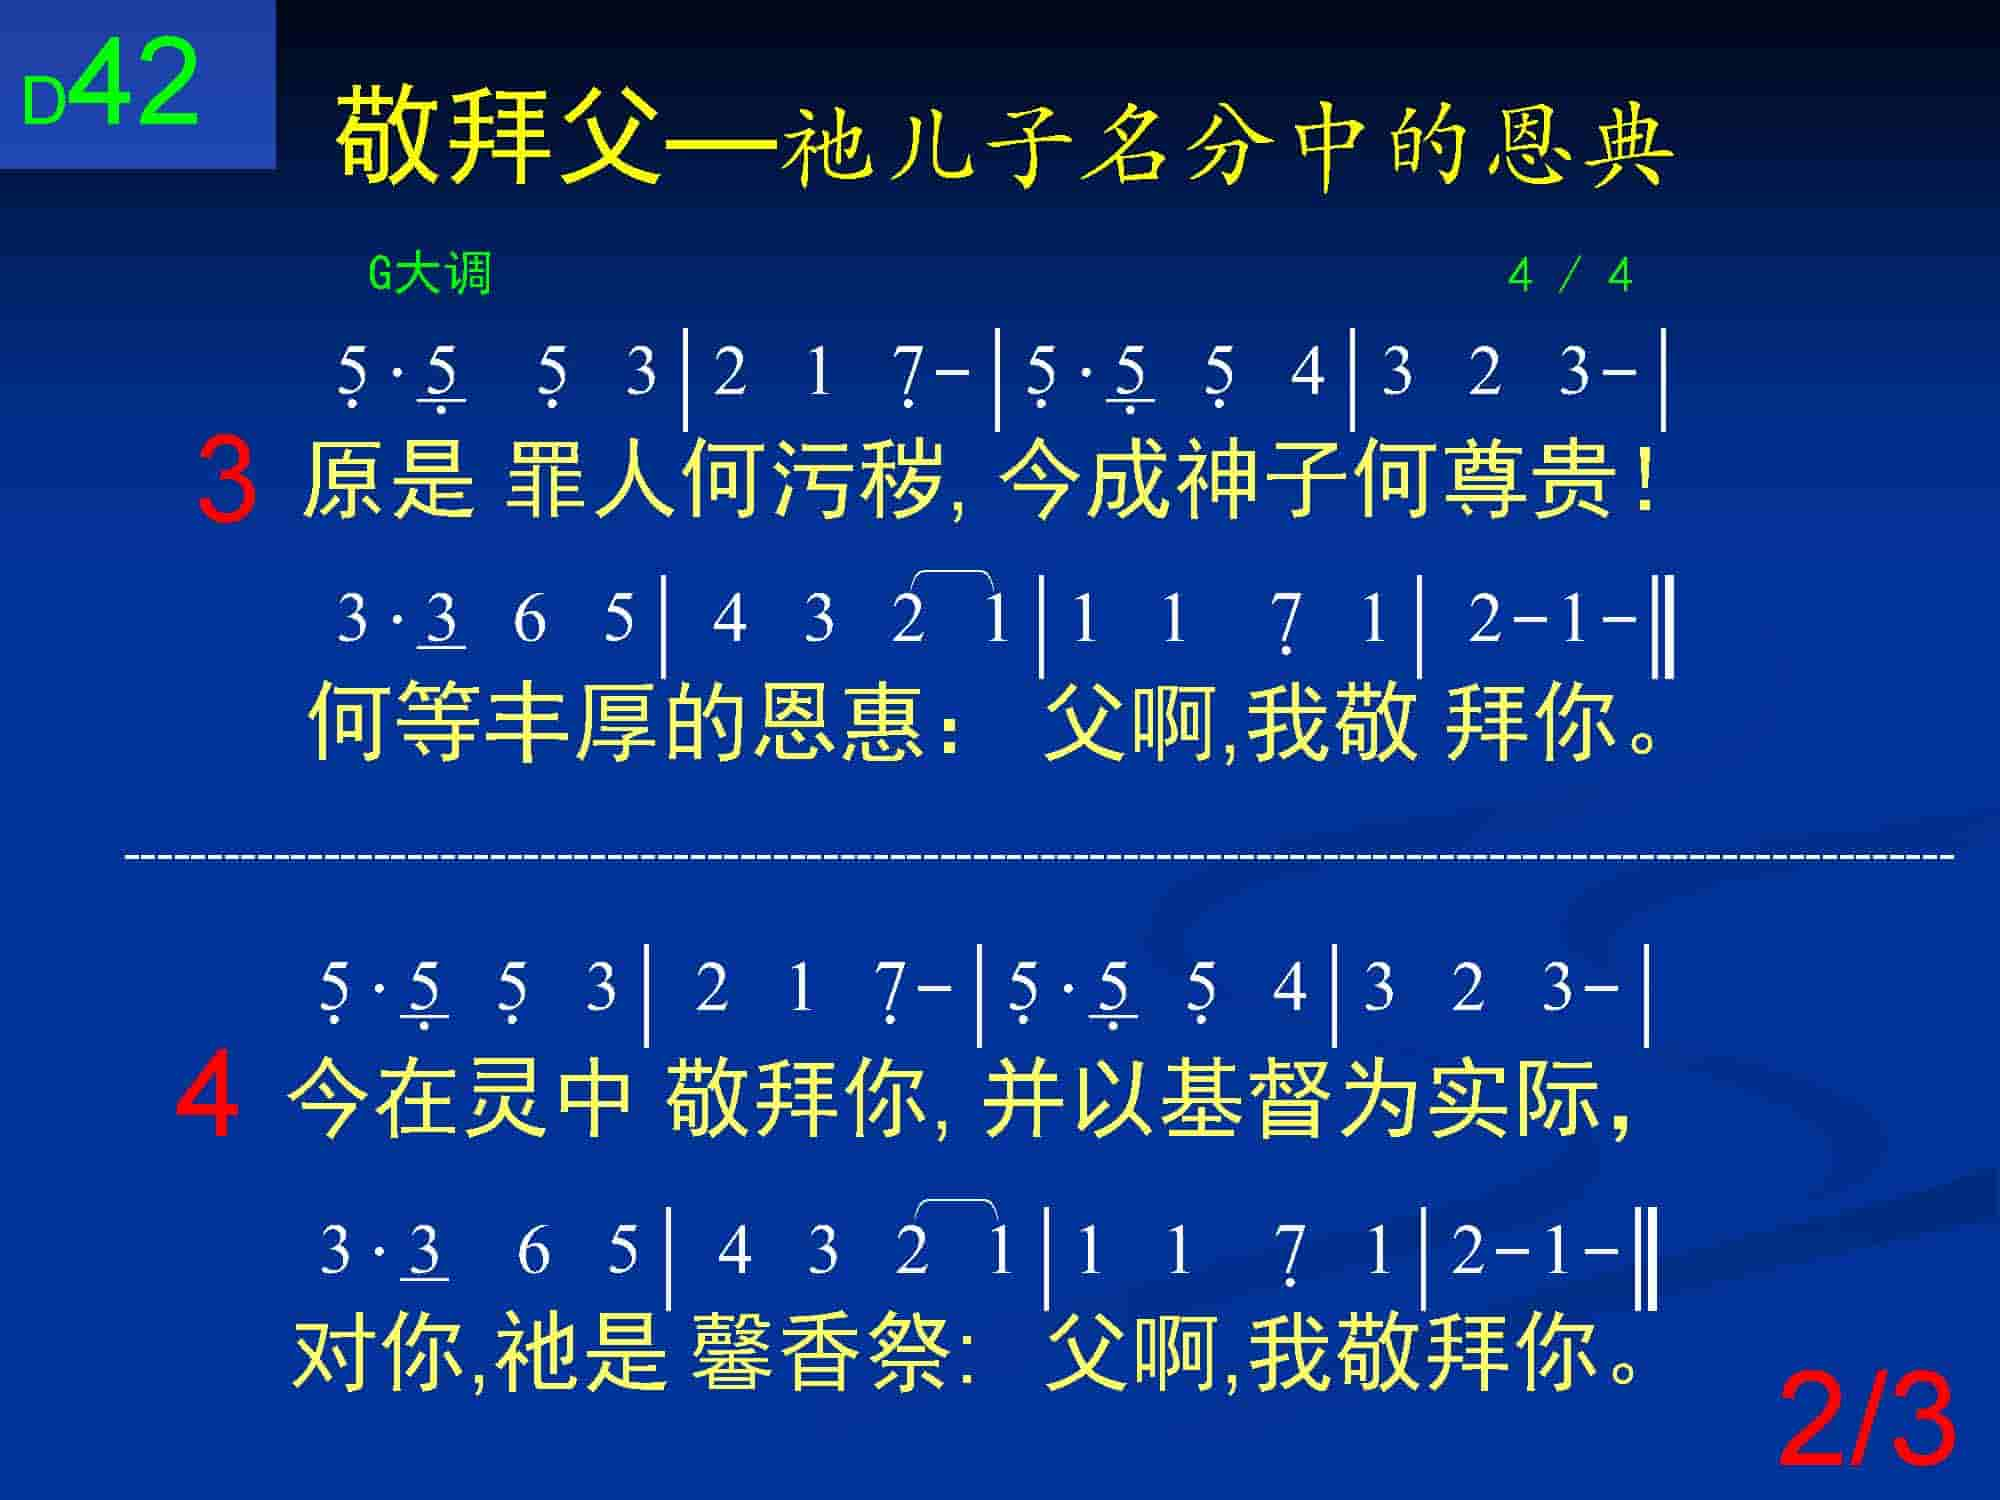 D42
敬拜父—祂儿子名分中的恩典
G大调 4 / 4
5̣ · 5̣ 5̣ 3 | 2 1 7̣ - | 5̣ · 5̣ 5̣ 4 | 3 2 3 - |
3 原是 罪人何污秽, 今成神子何尊贵!
3 · 3 6 5 | 4 3 2 1 | 1 1 7̣ 1 | 2 - 1 - ‖
何等丰厚的恩惠： 父啊,我敬 拜你。
5̣ · 5̣ 5̣ 3 | 2 1 7̣ - | 5̣ · 5̣ 5̣ 4 | 3 2 3 - |
4 今在灵中 敬拜你, 并以基督为实际，
3 · 3 6 5 | 4 3 2 1 | 1 1 7̣ 1 | 2 - 1 - ‖
对你,祂是 馨香祭: 父啊,我敬拜你。
2/3